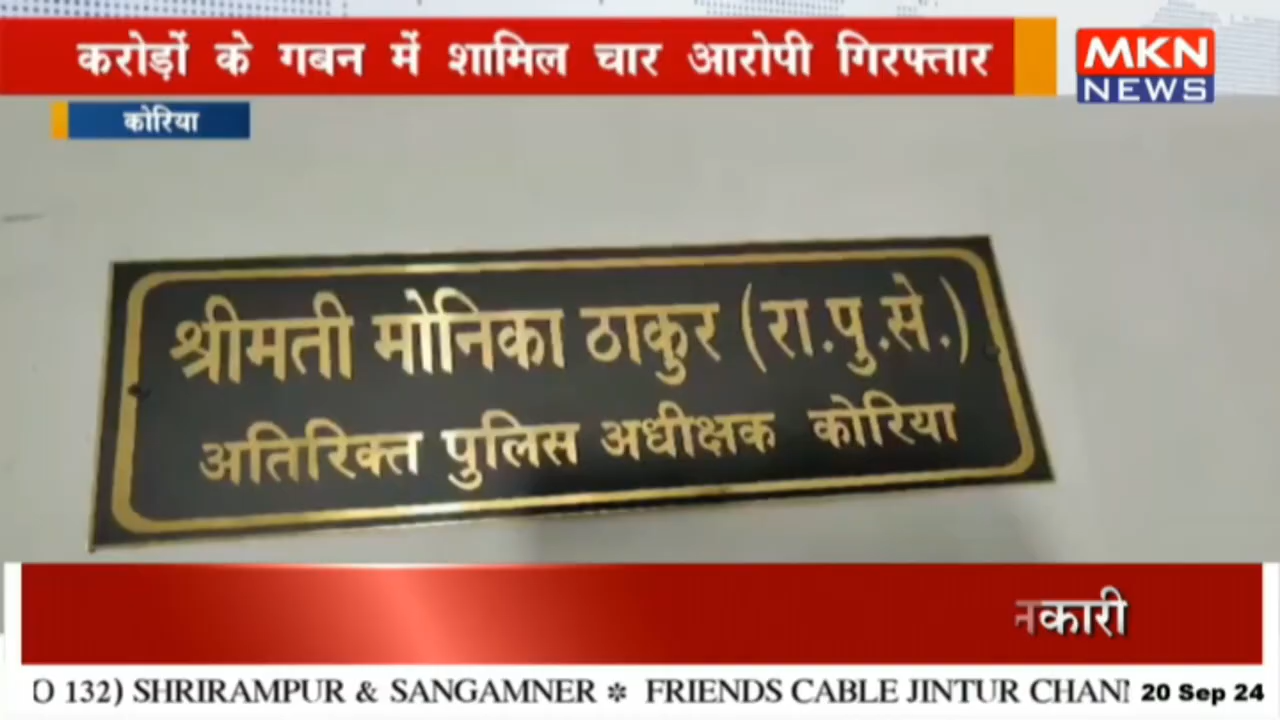 करोड़ों के गबन में शामिल चार आरोपी गिरफ्तार
MKN
NEWS
कोरिया
श्रीमती मोनिका ठाकुर (रा.पु.से.)
अतिरिक्त पुलिस अधीक्षक कोरिया
नकारी
O 132) SHRIRAMPUR & SANGAMNER ✻ FRIENDS CABLE JINTUR CHAN
20 Sep 24